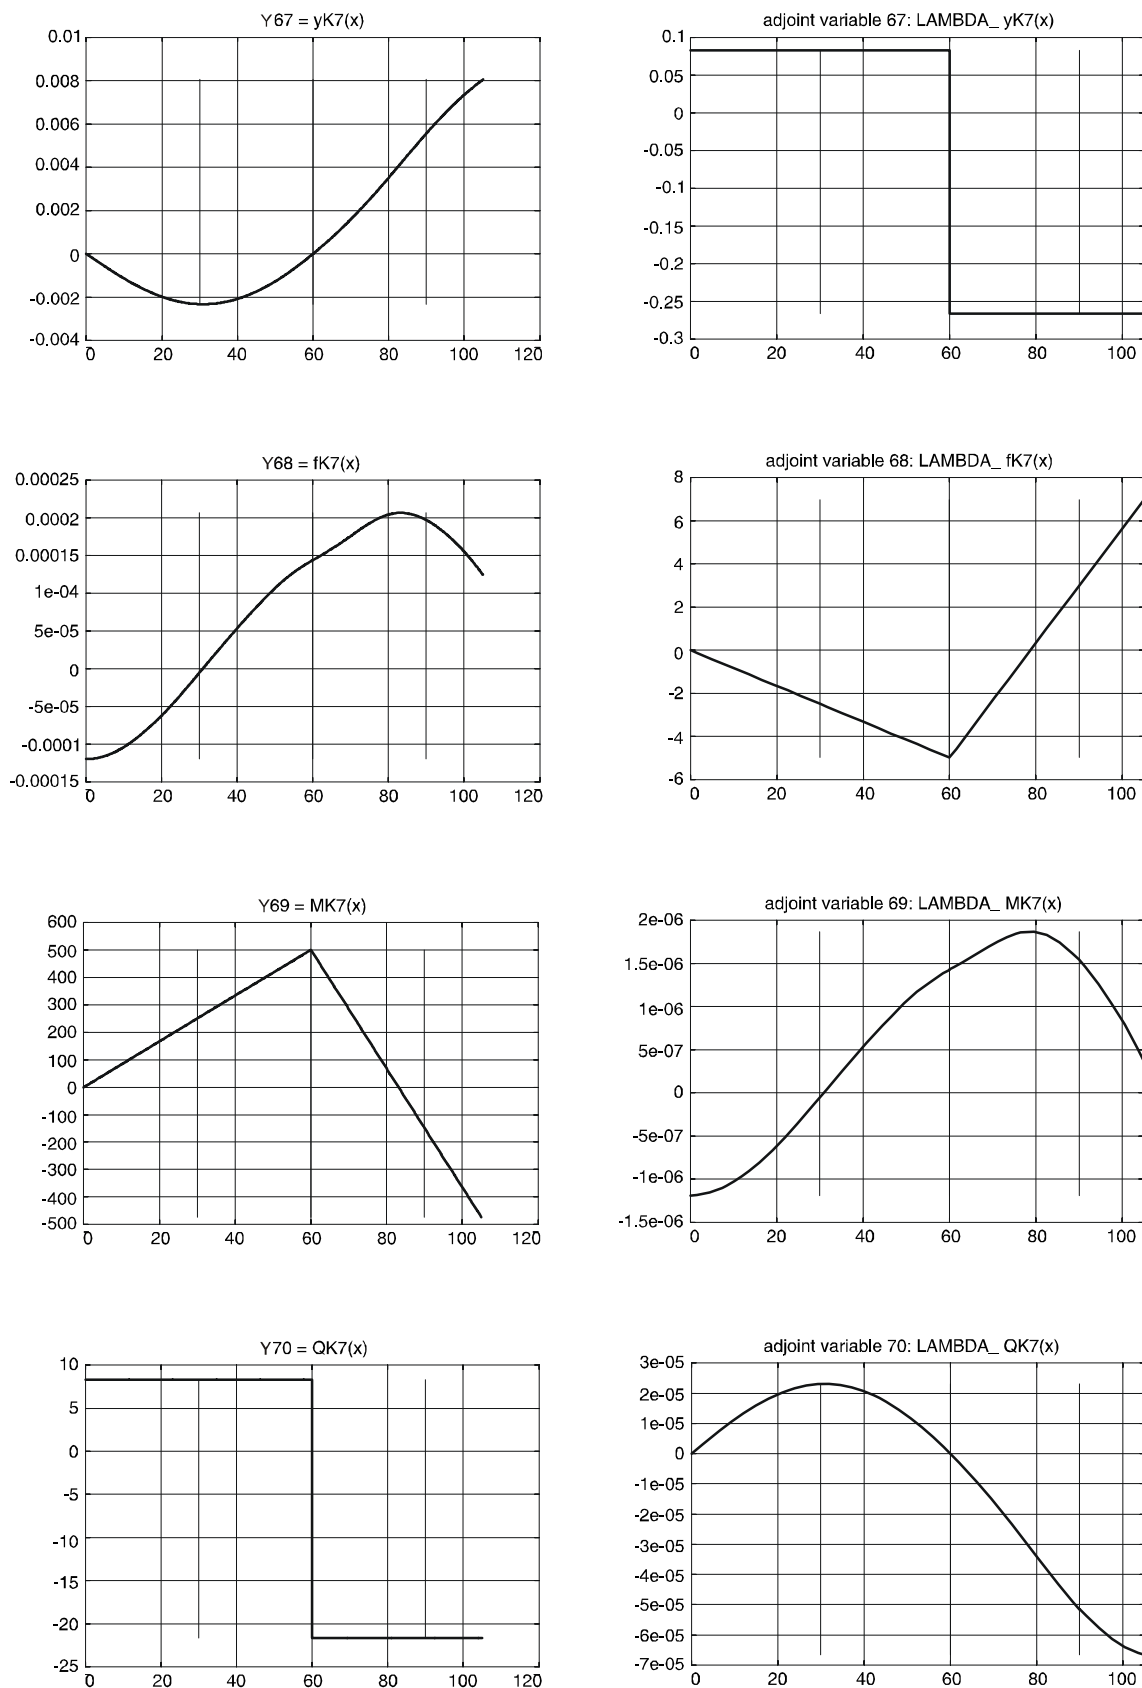 Y67 = yK7(x)
0.01
0.008
0.006
0.004
0.002
0
-0.002
-0.004
0 20 40 60 80 100 120
adjoint variable 67: LAMBDA_ yK7(x)
0.1
0.05
0
-0.05
-0.1
-0.15
-0.2
-0.25
-0.3
0 20 40 60 80 100
Y68 = fK7(x)
0.00025
0.0002
0.00015
1e-04
5e-05
0
-5e-05
-0.0001
-0.00015
0 20 40 60 80 100 120
adjoint variable 68: LAMBDA_ fK7(x)
8
6
4
2
0
-2
-4
-6
0 20 40 60 80 100
Y69 = MK7(x)
600
500
400
300
200
100
0
-100
-200
-300
-400
-500
0 20 40 60 80 100 120
adjoint variable 69: LAMBDA_ MK7(x)
2e-06
1.5e-06
1e-06
5e-07
0
-5e-07
-1e-06
-1.5e-06
0 20 40 60 80 100
Y70 = QK7(x)
10
5
0
-5
-10
-15
-20
-25
0 20 40 60 80 100 120
adjoint variable 70: LAMBDA_ QK7(x)
3e-05
2e-05
1e-05
0
-1e-05
-2e-05
-3e-05
-4e-05
-5e-05
-6e-05
-7e-05
0 20 40 60 80 100